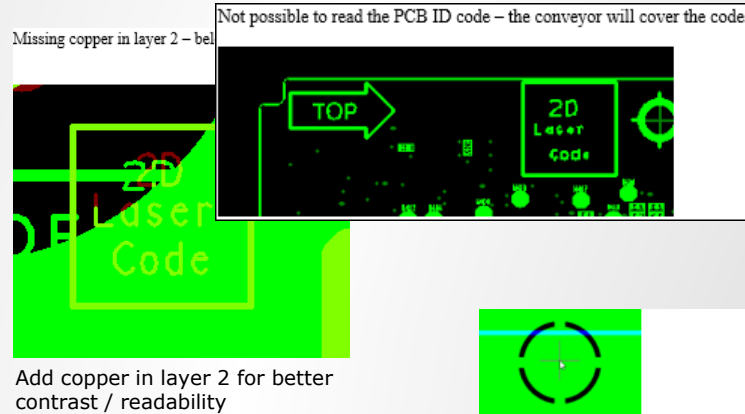 Not possible to read the PCB ID code – the conveyor will cover the code
Missing copper in layer 2 –
TOP
2D
Laser
Code
2D
Laser
Code
Add copper in layer 2 for better
contrast / readability